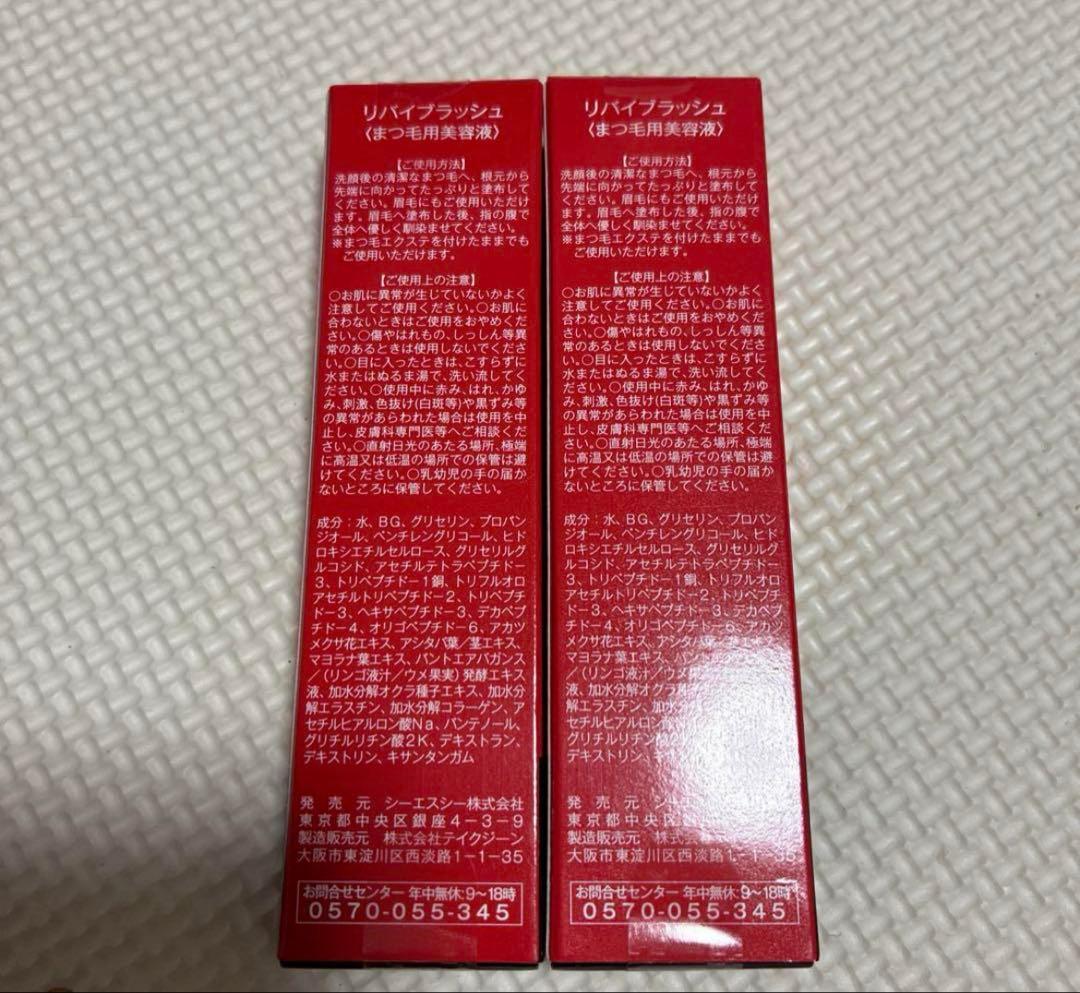 リバイブラッシュ
〈まつ毛用美容液〉
【ご使用方法】
洗顔後の清潔なまつ毛へ、根元から
先端に向かってたっぷりと塗布して
ください。眉毛にもご使用いただけ
ます。眉毛へ塗布した後、指の腹で
全体へ優しく馴染ませてください。
※まつ毛エクステを付けたままでも
ご使用いただけます。
【ご使用上の注意】
○お肌に異常が生じていないかよく
注意してご使用ください。○お肌に
合わないときはご使用をおやめくだ
さい。○傷やはれもの、しっしん等異
常のあるときは使用しないでくださ
い。○目に入ったときは、こすらずに
水またはぬるま湯で、洗い流してく
ださい。○使用中に赤み、はれ、かゆ
み、刺激、色抜け(白斑等)や黒ずみ等
の異常があらわれた場合は使用を中
止し、皮膚科専門医等へご相談くだ
さい。○直射日光のあたる場所、極端
に高温又は低温の場所での保管は避
けてください。○乳幼児の手の届か
ないところに保管してください。
成分：水、BG、グリセリン、プロパン
ジオール、ペンチレングリコール、ヒド
ロキシエチルセルロース、グリセリルグ
ルコシド、アセチルテトラペプチドー
3、トリペプチドー1銅、トリフルオロ
アセチルトリペプチドー2、トリペプ
チドー3、ヘキサペプチドー3、デカペプ
チドー4、オリゴペプチドー6、アカツ
メクサ花エキス、アシタバ葉/茎エキス、
マヨラナ葉エキス、パントエアバガンス
/(リンゴ液汁/ウメ果実)発酵エキス
液、加水分解オクラ種子エキス、加水分
解エラスチン、加水分解コラーゲン、ア
セチルヒアルロン酸Na、パンテノール、
グリチルリチン酸2K、デキストラン、
デキストリン、キサンタンガム
発売元 シーエスシー株式会社
東京都中央区銀座4-3-9
製造販売元 株式会社テイクジーン
大阪市東淀川区西淡路1-1-35
お問合せセンター 年中無休:9〜18時
0570-055-345
リバイブラッシュ
〈まつ毛用美容液〉
【ご使用方法】
洗顔後の清潔なまつ毛へ、根元から
先端に向かってたっぷりと塗布して
ください。眉毛にもご使用いただけ
ます。眉毛へ塗布した後、指の腹で
全体へ優しく馴染ませてください。
※まつ毛エクステを付けたままでも
ご使用いただけます。
【ご使用上の注意】
○お肌に異常が生じていないかよく
注意してご使用ください。○お肌に
合わないときはご使用をおやめくだ
さい。○傷やはれもの、しっしん等異
常のあるときは使用しないでくださ
い。○目に入ったときは、こすらずに
水またはぬるま湯で、洗い流してく
ださい。○使用中に赤み、はれ、かゆ
み、刺激、色抜け(白斑等)や黒ずみ等
の異常があらわれた場合は使用を中
止し、皮膚科専門医等へご相談くだ
さい。○直射日光のあたる場所、極端
に高温又は低温の場所での保管は避
けてください。○乳幼児の手の届か
ないところに保管してください。
成分：水、BG、グリセリン、プロパン
ジオール、ペンチレングリコール、ヒド
ロキシエチルセルロース、グリセリルグ
ルコシド、アセチルテトラペプチドー
3、トリペプチドー1銅、トリフルオロ
アセチルトリペプチドー2、トリペプ
チドー3、ヘキサペプチドー3、デカペプ
チドー4、オリゴペプチドー6、アカツ
メクサ花エキス、アシタバ葉/茎エキス、
マヨラナ葉エキス、
/(リンゴ液汁/ウメ果実)
液、加水分解オクラ
解エラスチン、
セチルヒアルロン酸
グリチルリチン酸
デキストリン、
発売元
東京都中央区
製造販売元 株式会
大阪市東淀川区西淡路1-1-35
お問合せセンター 年中無休:9〜18時
0570-055-345